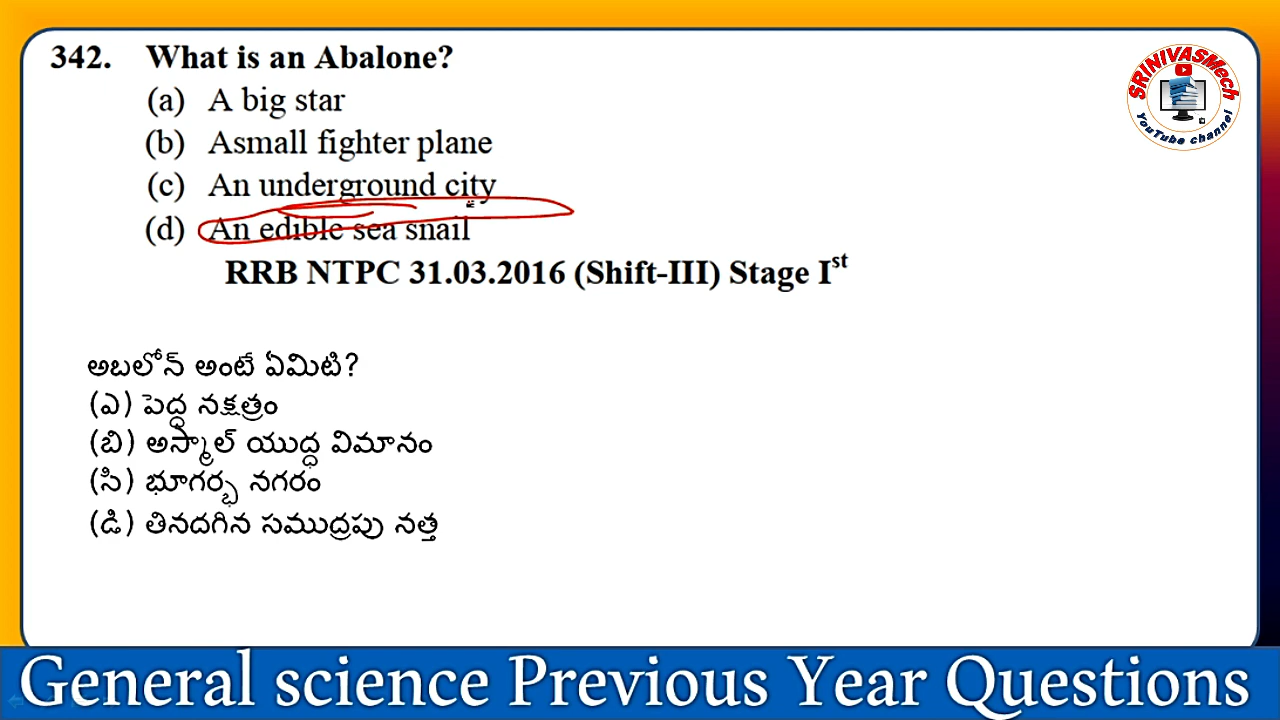 342. What is an Abalone?
(a) A big star
(b) Asmall fighter plane
(c) An underground city
(d) An edible sea snail
RRB NTPC 31.03.2016 (Shift-III) Stage Ist
అబలోన్ అంటే ఏమిటి?
(ఎ) పెద్ద నక్షత్రం
(బి) అస్మాల్ యుద్ధ విమానం
(సి) భూగర్భ నగరం
(డి) తినదగిన సముద్రపు నత్త
SRINIVASMech
YouTube channel
General science Previous Year Questions